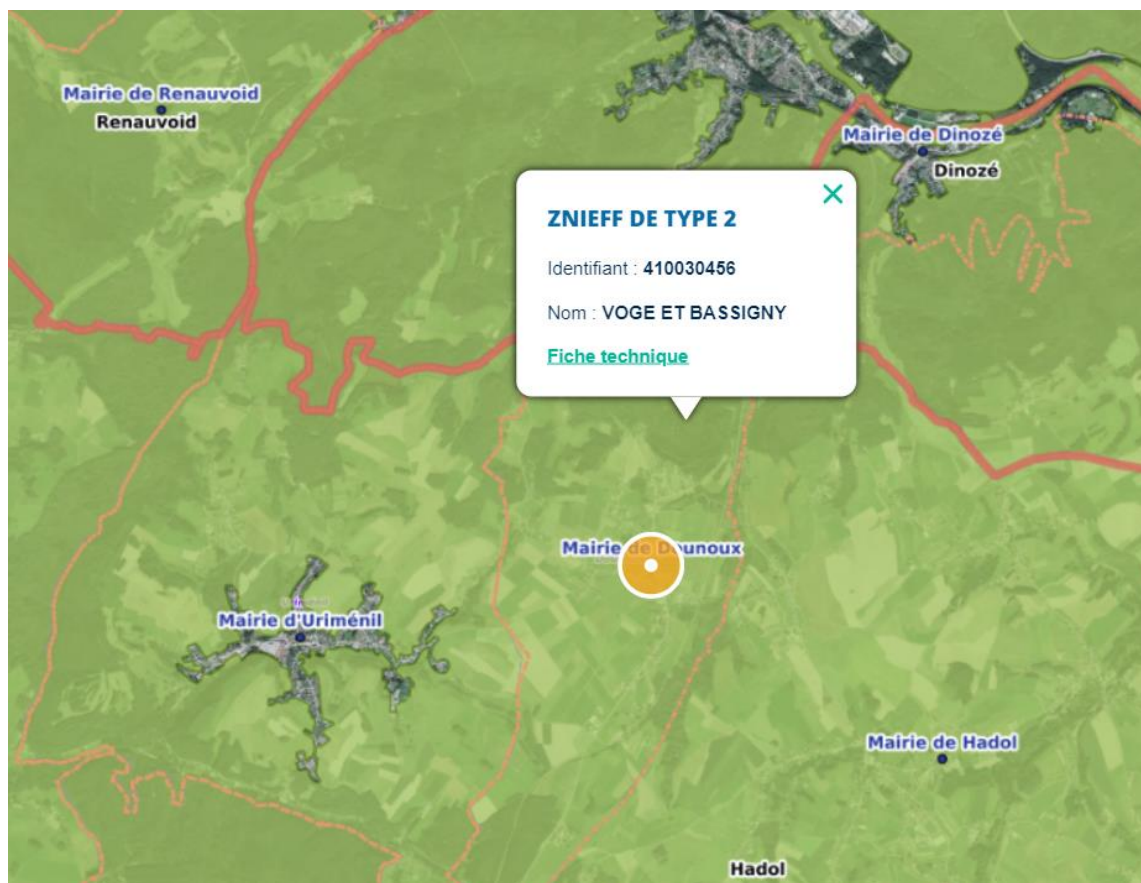 Mairie de Renauvoid
Renauvoid
Mairie de Dinozé
Dinozé
ZNIEFF DE TYPE 2
Identifiant : 410030456
Nom : VOGE ET BASSIGNY
Fiche technique
Mairie de Dounoux
Mairie d'Uriménil
Mairie de Hadol
Hadol